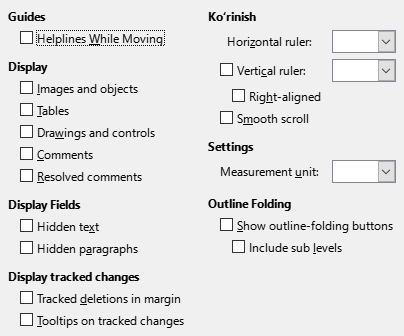 Guides
Helplines While Moving
Display
Images and objects
Tables
Drawings and controls
Comments
Resolved comments
Display Fields
Hidden text
Hidden paragraphs
Display tracked changes
Tracked deletions in margin
Tooltips on tracked changes
Koʻrinish
Horizontal ruler:
Vertical ruler:
Right-aligned
Smooth scroll
Settings
Measurement unit:
Outline Folding
Show outline-folding buttons
Include sub levels